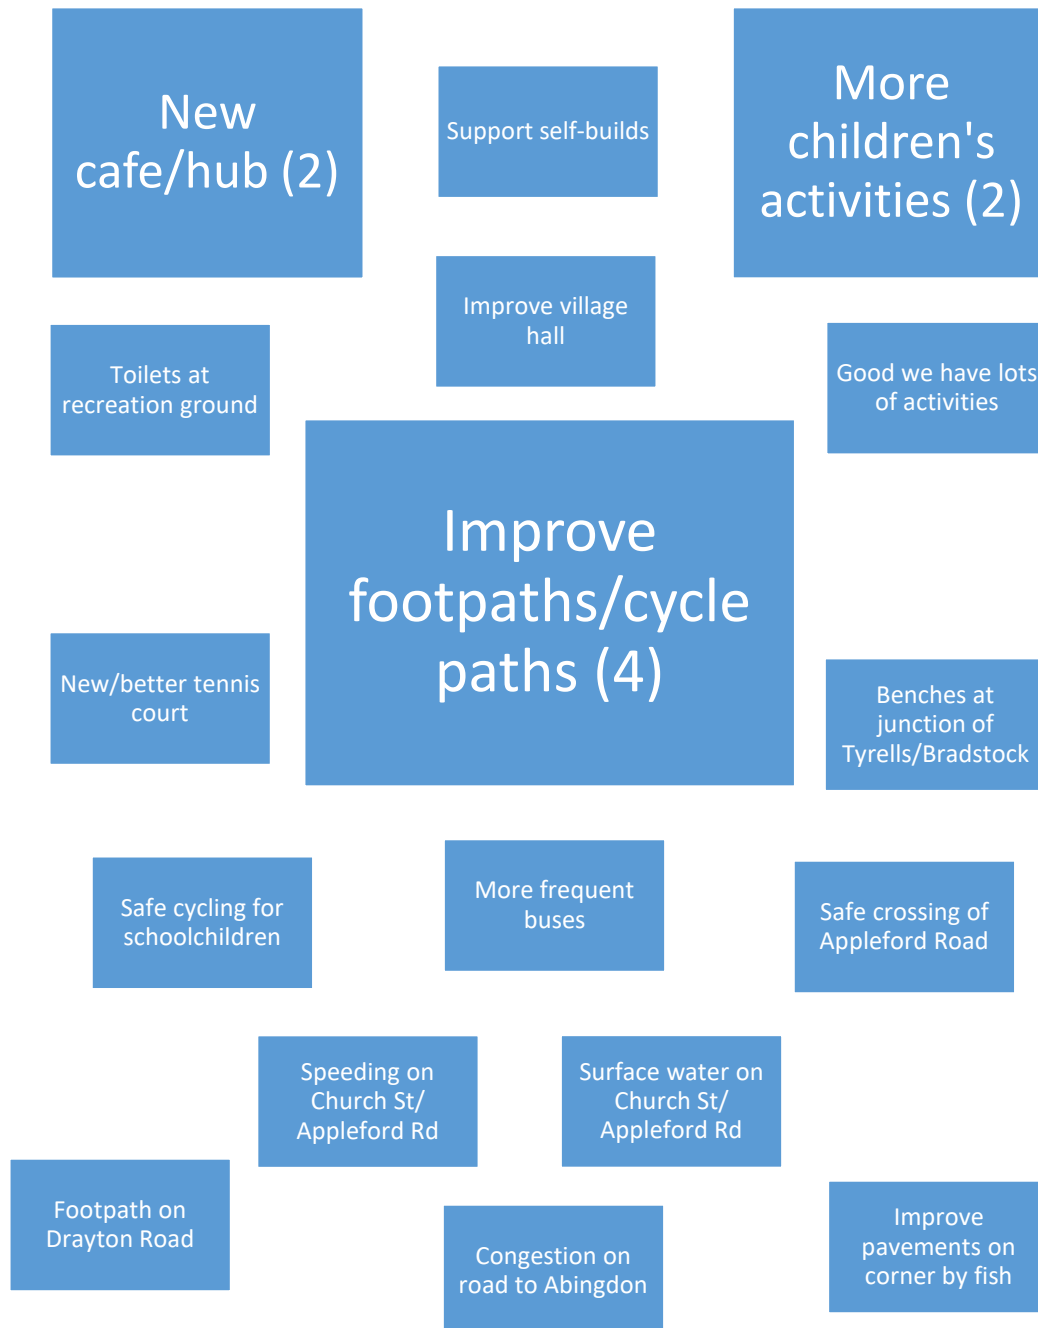 New
cafe/hub (2)
Support self-builds
More
children's
activities (2)
Improve village
hall
Toilets at
recreation ground
Good we have lots
of activities
Improve
footpaths/cycle
paths (4)
New/better tennis
court
Benches at
junction of
Tyrells/Bradstock
Safe cycling for
schoolchildren
More frequent
buses
Safe crossing of
Appleford Road
Speeding on
Church St/
Appleford Rd
Surface water on
Church St/
Appleford Rd
Footpath on
Drayton Road
Congestion on
road to Abingdon
Improve
pavements on
corner by fish